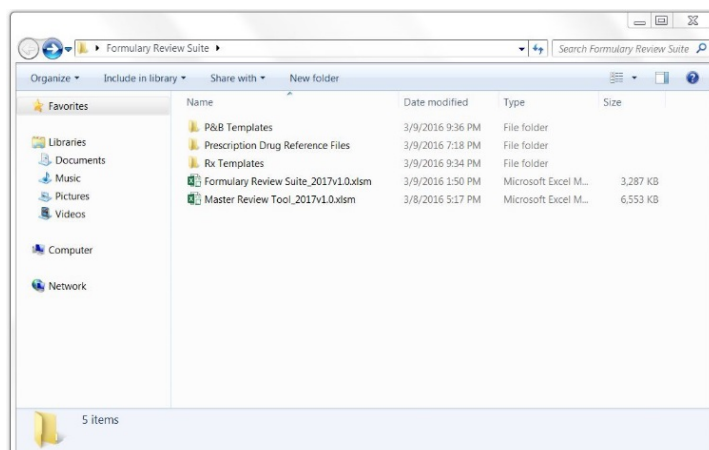 Formulary Review Suite
Search Formulary Review Suite
Organize Include in library Share with New folder
Favorites
Libraries
Documents
Music
Pictures
Videos
Computer
Network
Name Date modified Type Size
P&B Templates 3/9/2016 9:36 PM File folder
Prescription Drug Reference Files 3/9/2016 7:18 PM File folder
Rx Templates 3/9/2016 9:34 PM File folder
Formulary Review Suite_2017v1.0.xlsm 3/9/2016 1:50 PM Microsoft Excel M... 3,287 KB
Master Review Tool_2017v1.0.xlsm 3/8/2016 5:17 PM Microsoft Excel M... 6,553 KB
5 items